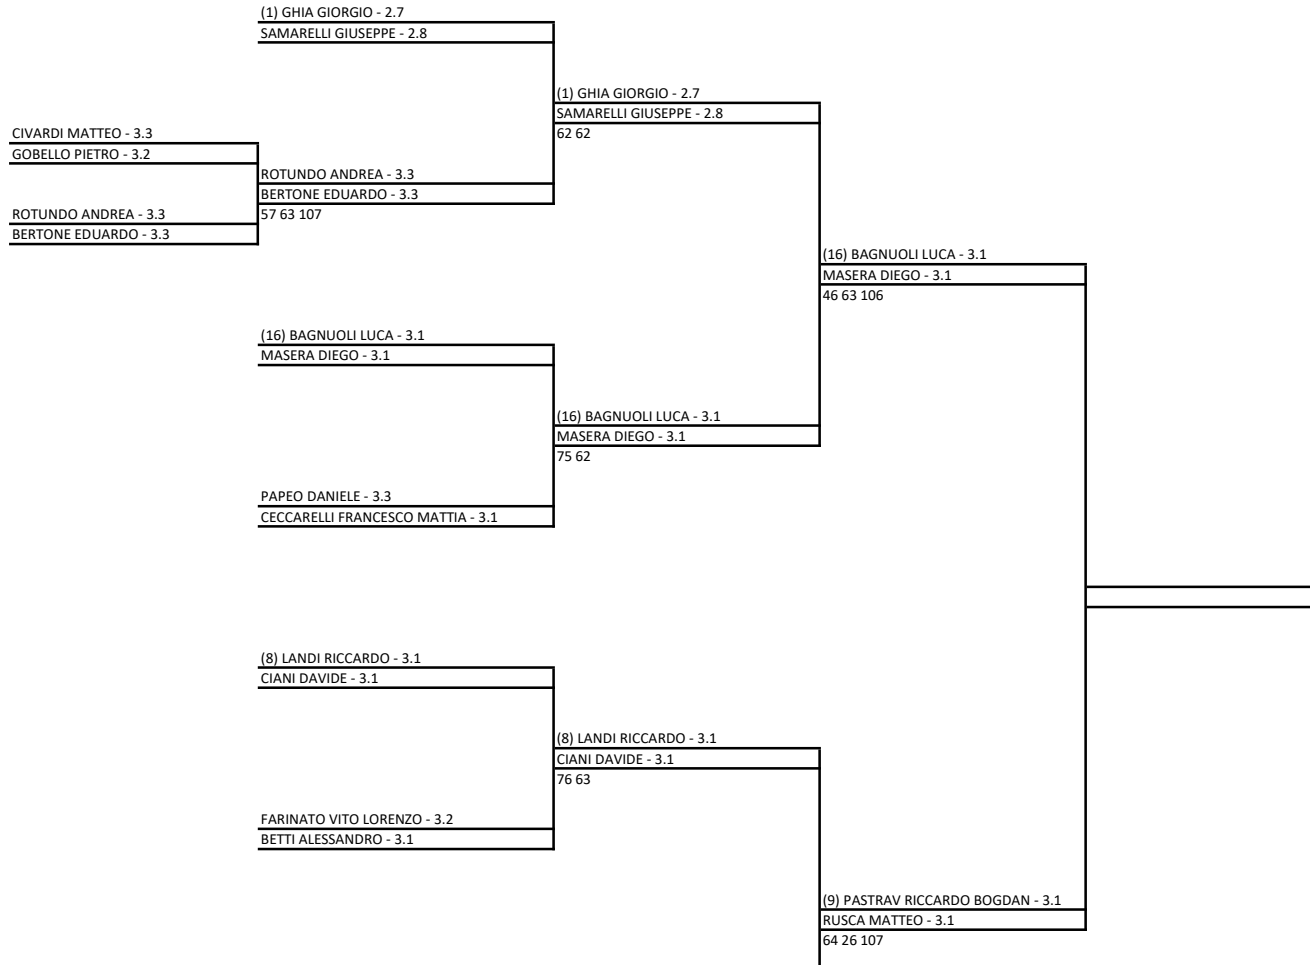 (1) GHIA GIORGIO - 2.7
SAMARELLI GIUSEPPE - 2.8
(1) GHIA GIORGIO - 2.7
SAMARELLI GIUSEPPE - 2.8
62 62
CIVARDI MATTEO - 3.3
GOBELLO PIETRO - 3.2
ROTUNDO ANDREA - 3.3
BERTONE EDUARDO - 3.3
57 63 107
ROTUNDO ANDREA - 3.3
BERTONE EDUARDO - 3.3
(16) BAGNUOLI LUCA - 3.1
MASERA DIEGO - 3.1
46 63 106
(16) BAGNUOLI LUCA - 3.1
MASERA DIEGO - 3.1
(16) BAGNUOLI LUCA - 3.1
MASERA DIEGO - 3.1
75 62
PAPEO DANIELE - 3.3
CECCARELLI FRANCESCO MATTIA - 3.1
(8) LANDI RICCARDO - 3.1
CIANI DAVIDE - 3.1
(8) LANDI RICCARDO - 3.1
CIANI DAVIDE - 3.1
76 63
FARINATO VITO LORENZO - 3.2
BETTI ALESSANDRO - 3.1
(9) PASTRAV RICCARDO BOGDAN - 3.1
RUSCA MATTEO - 3.1
64 26 107